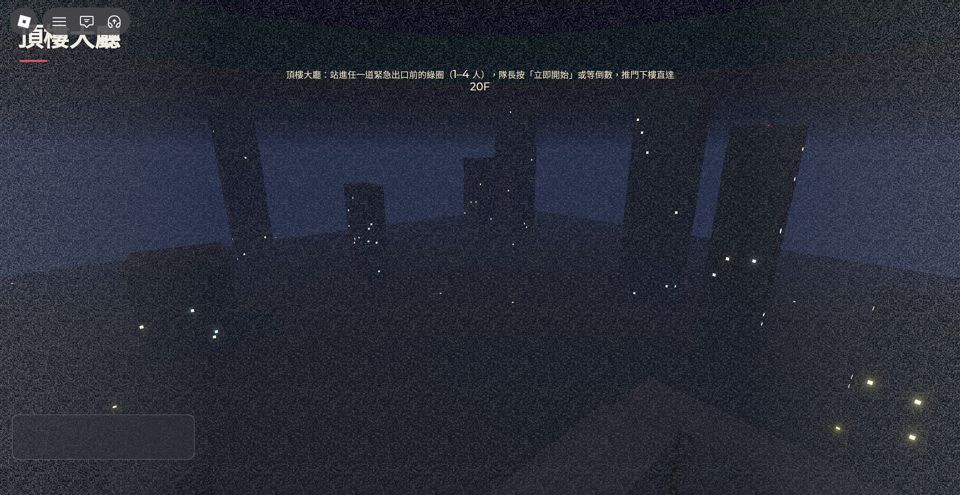 頂樓大廳
頂樓大廳：站進任一道緊急出口前的綠圈（1–4 人），隊長按「立即開始」或等倒數，推門下樓直達
20F